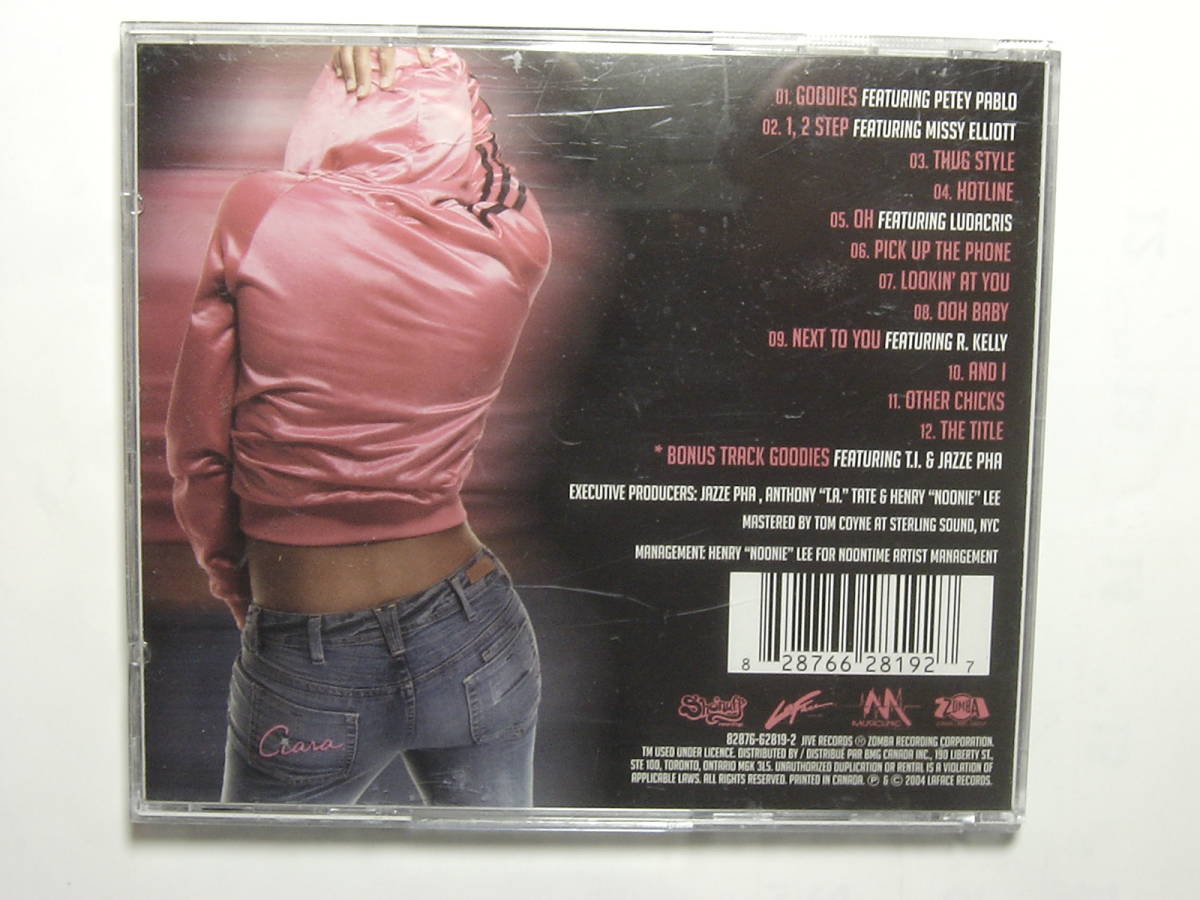 01. GOODIES FEATURING PETEY PABLO
02. 1, 2 STEP FEATURING MISSY ELLIOTT
03. THUG STYLE
04. HOTLINE
05. OH FEATURING LUDACRIS
06. PICK UP THE PHONE
07. LOOKIN' AT YOU
08. OOH BABY
09. NEXT TO YOU FEATURING R. KELLY
10. AND I
11. OTHER CHICKS
12. THE TITLE
* BONUS TRACK GOODIES FEATURING T.I. & JAZZE PHA
EXECUTIVE PRODUCERS: JAZZE PHA , ANTHONY "T.A." TATE & HENRY "NOONIE" LEE
MASTERED BY TOM COYNE AT STERLING SOUND, NYC
MANAGEMENT: HENRY "NOONIE" LEE FOR NOONTIME ARTIST MANAGEMENT
8 28766 28192 7
Sho'nuff LaFace MUSICLINE ZOMBA
Ciara
82876-62819-2 JIVE RECORDS ® ZOMBA RECORDING CORPORATION.
TM USED UNDER LICENCE. DISTRIBUTED BY / DISTRIBUÉ PAR BMG CANADA INC., 190 LIBERTY ST.,
STE 100, TORONTO, ONTARIO M6K 3L5. UNAUTHORIZED DUPLICATION OR RENTAL IS A VIOLATION OF
APPLICABLE LAWS. ALL RIGHTS RESERVED. PRINTED IN CANADA. ℗ & © 2004 LAFACE RECORDS.